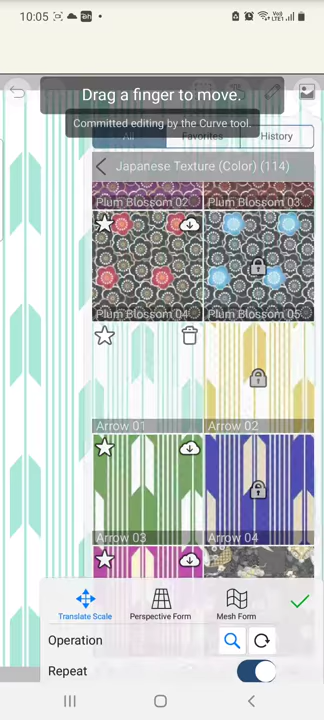 10:05
Drag a finger to move.
Committed editing by the Curve tool.
All Favorites History
Japanese Texture (Color) (114)
Plum Blossom 02 Plum Blossom 03
Plum Blossom 04 Plum Blossom 05
Arrow 01 Arrow 02
Arrow 03 Arrow 04
Translate Scale Perspective Form Mesh Form
Operation
Repeat